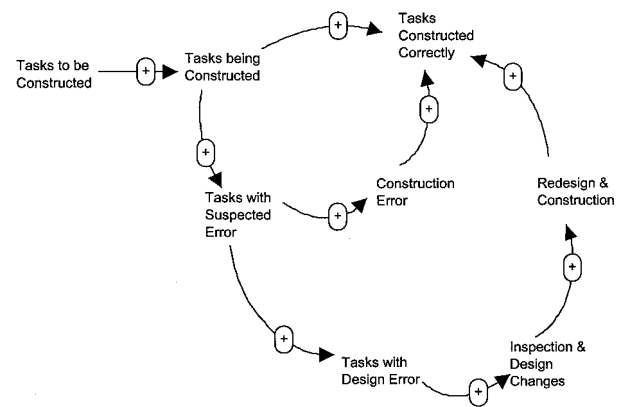 Tasks to be
Constructed
+
Tasks being
Constructed
+
Tasks
Constructed
Correctly
+
+
+
Tasks with
Suspected
Error
+
Construction
Error
Redesign &
Construction
+
+
Tasks with
Design Error
+
Inspection &
Design
Changes